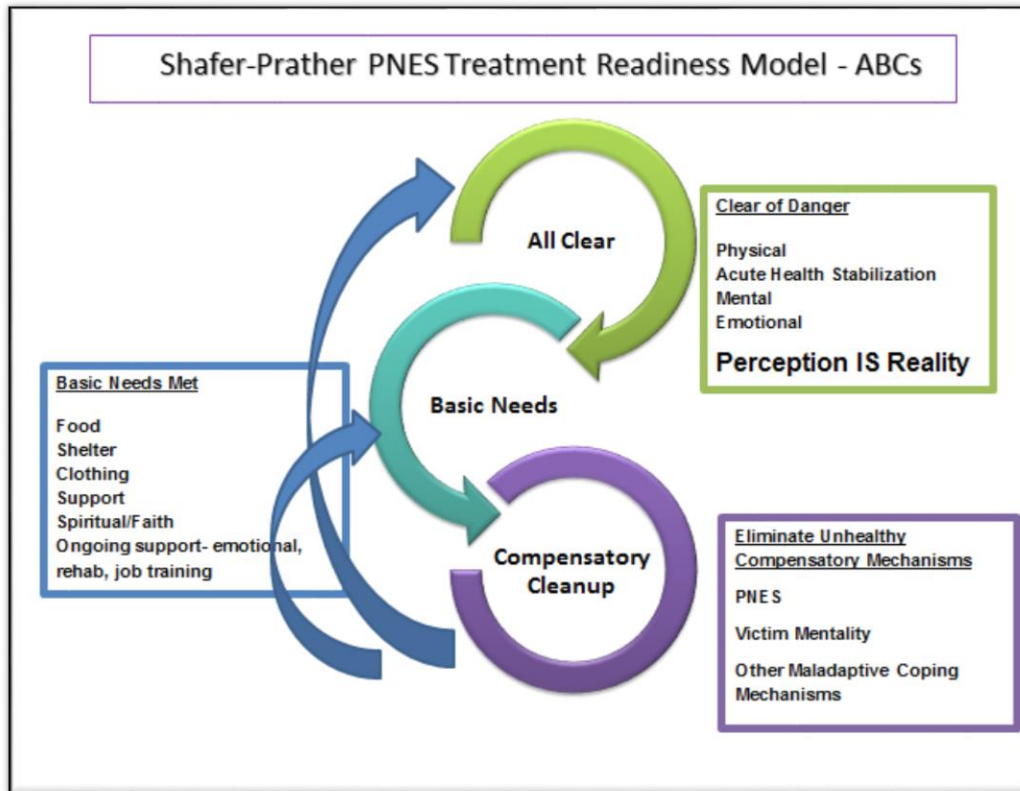 Shafer-Prather PNES Treatment Readiness Model - ABCs
All Clear
Clear of Danger
Physical
Acute Health Stabilization
Mental
Emotional
Perception IS Reality
Basic Needs
Basic Needs Met
Food
Shelter
Clothing
Support
Spiritual/Faith
Ongoing support- emotional,
rehab, job training
Compensatory
Cleanup
Eliminate Unhealthy
Compensatory Mechanisms
PNES
Victim Mentality
Other Maladaptive Coping
Mechanisms